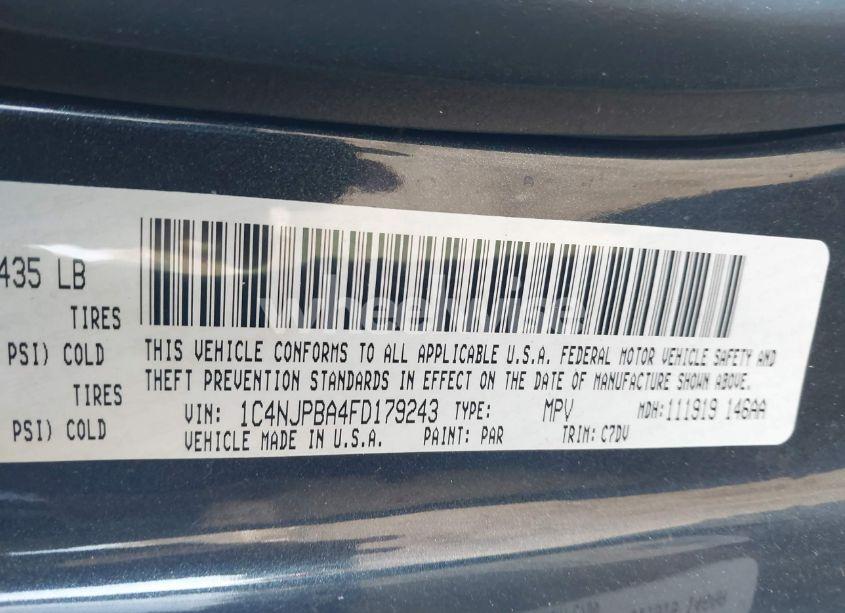 435 LB
TIRES
PSI) COLD
TIRES
PSI) COLD
wheelwise
THIS VEHICLE CONFORMS TO ALL APPLICABLE U.S.A. FEDERAL MOTOR VEHICLE SAFETY AND
THEFT PREVENTION STANDARDS IN EFFECT ON THE DATE OF MANUFACTURE SHOWN ABOVE.
VIN: 1C4NJPBA4FD179243 TYPE: MPV MDH: 111919 146AA
VEHICLE MADE IN U.S.A. PAINT: PAR TRIM: C7DV